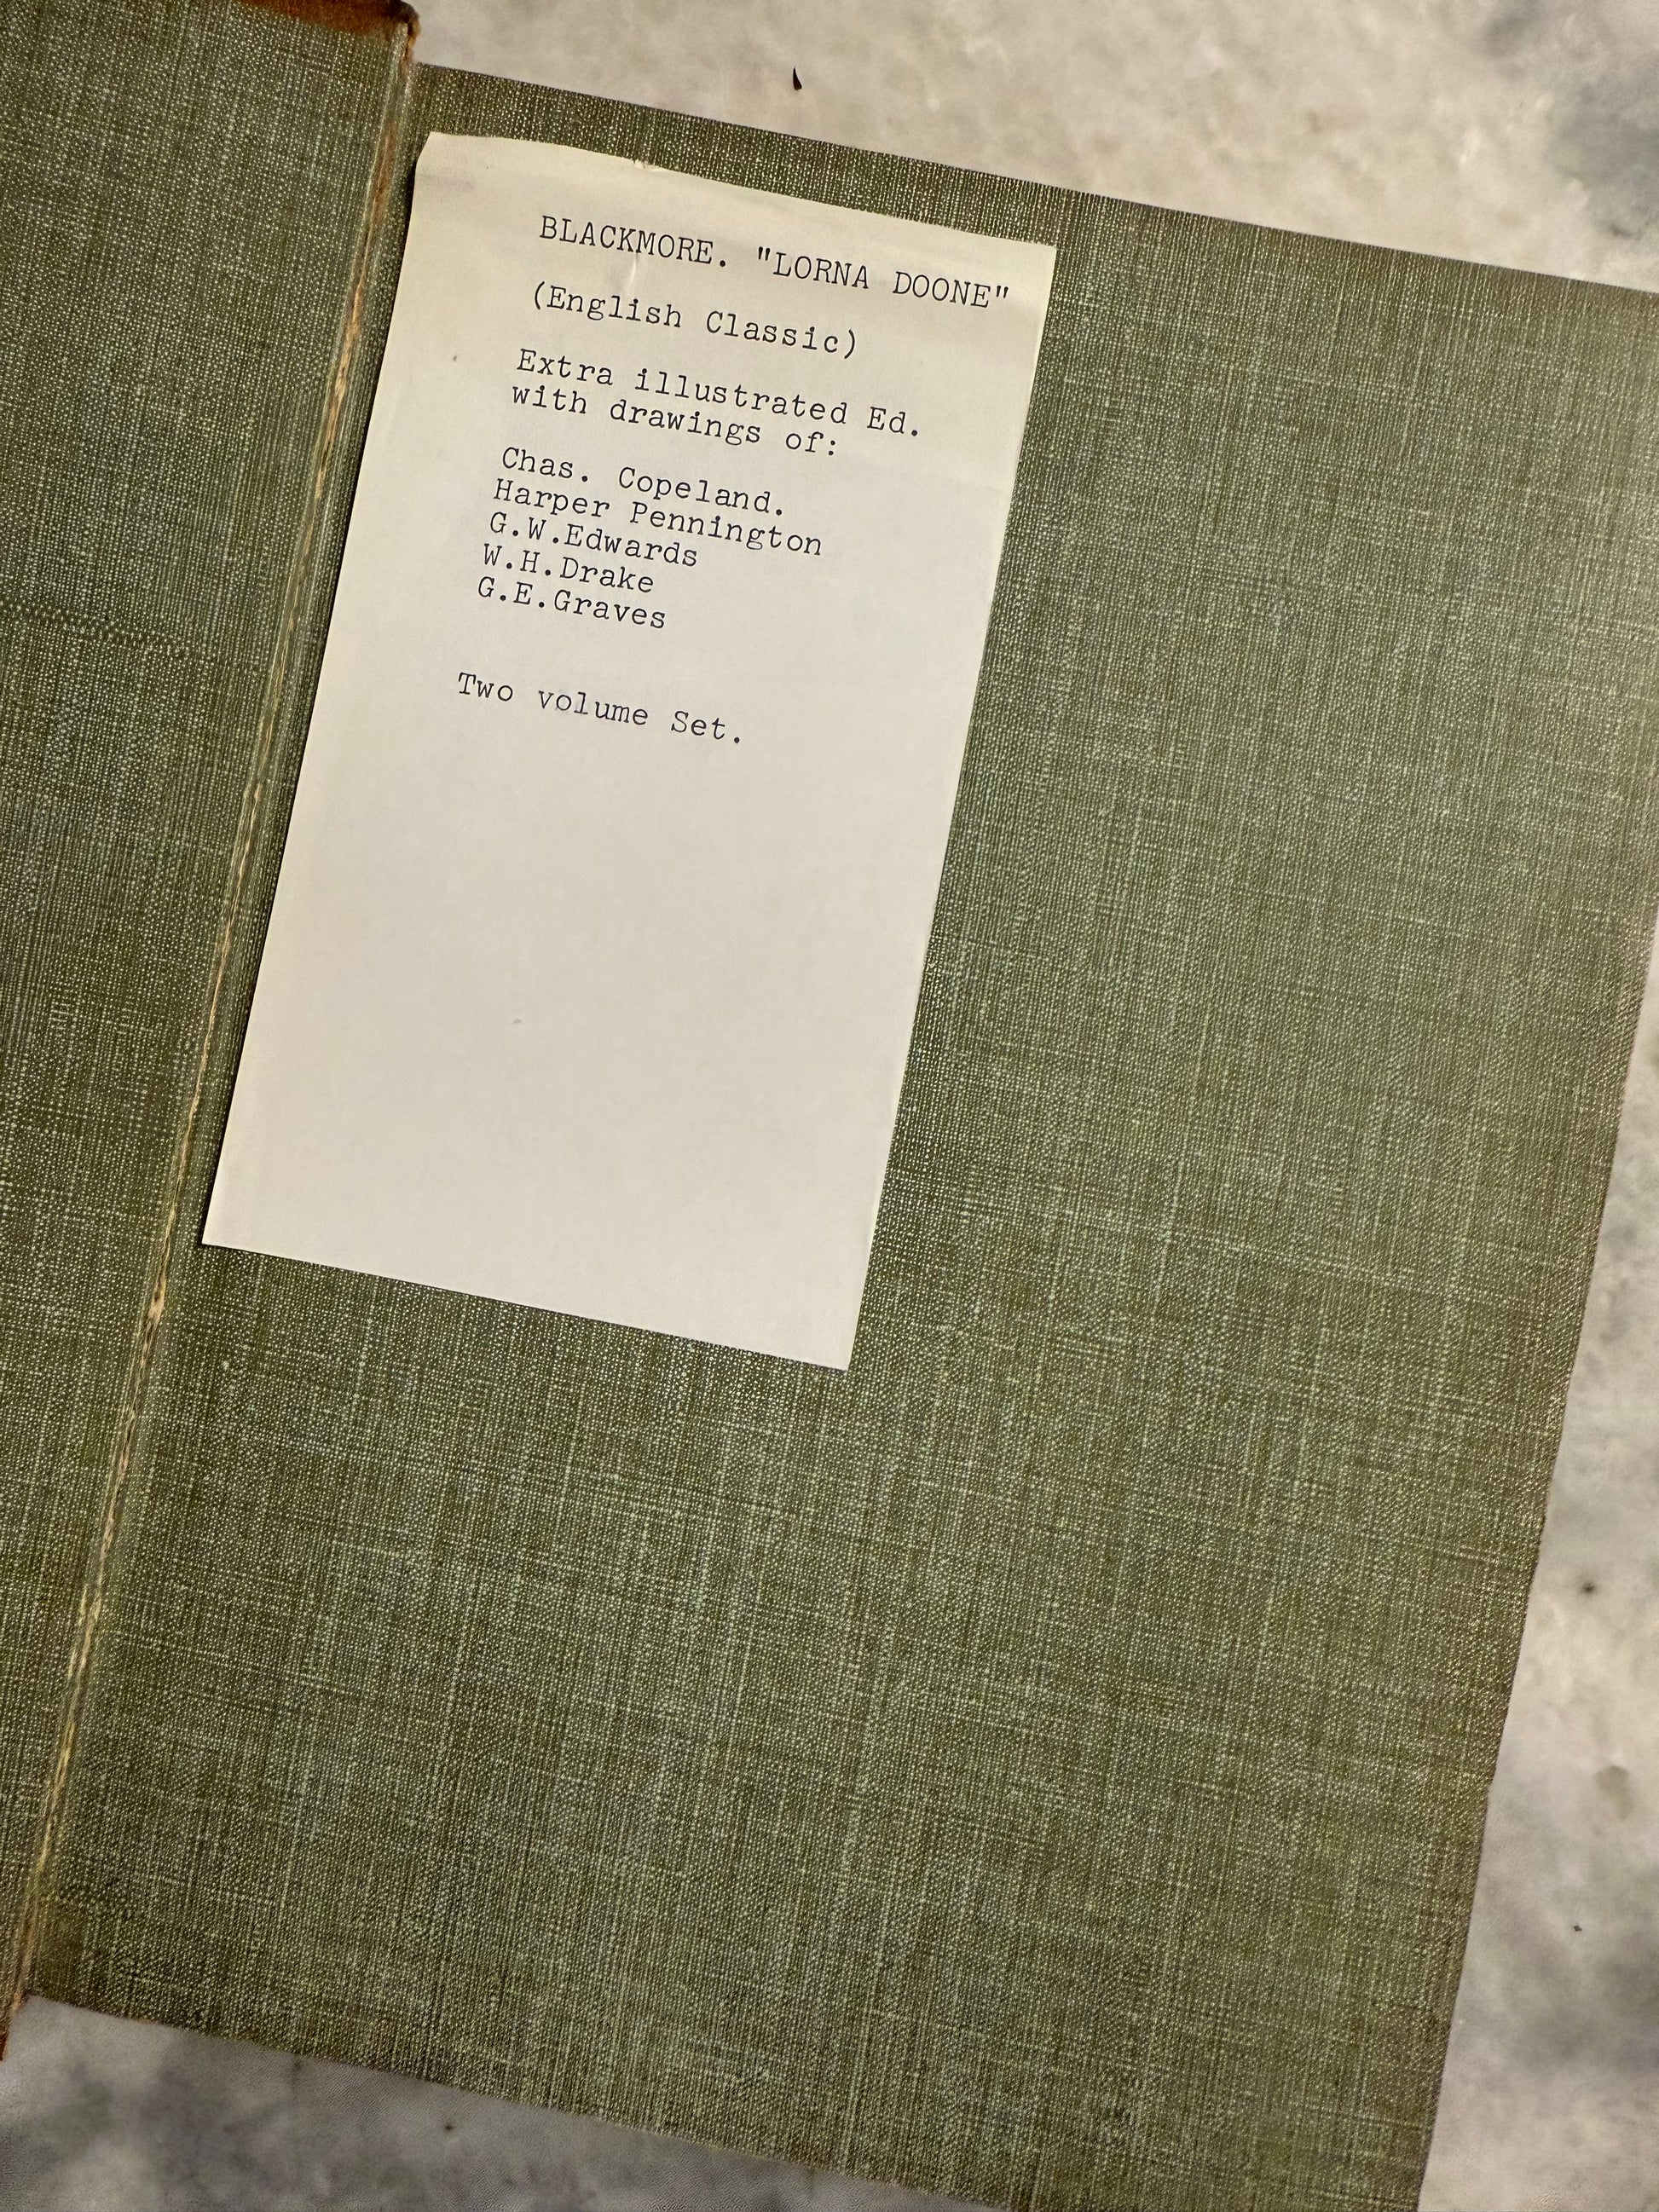 BLACKMORE. "LORNA DOONE"
(English Classic)
Extra illustrated Ed.
with drawings of:
Chas. Copeland.
Harper Pennington
G.W.Edwards
W.H.Drake
G.E.Graves
Two volume Set.